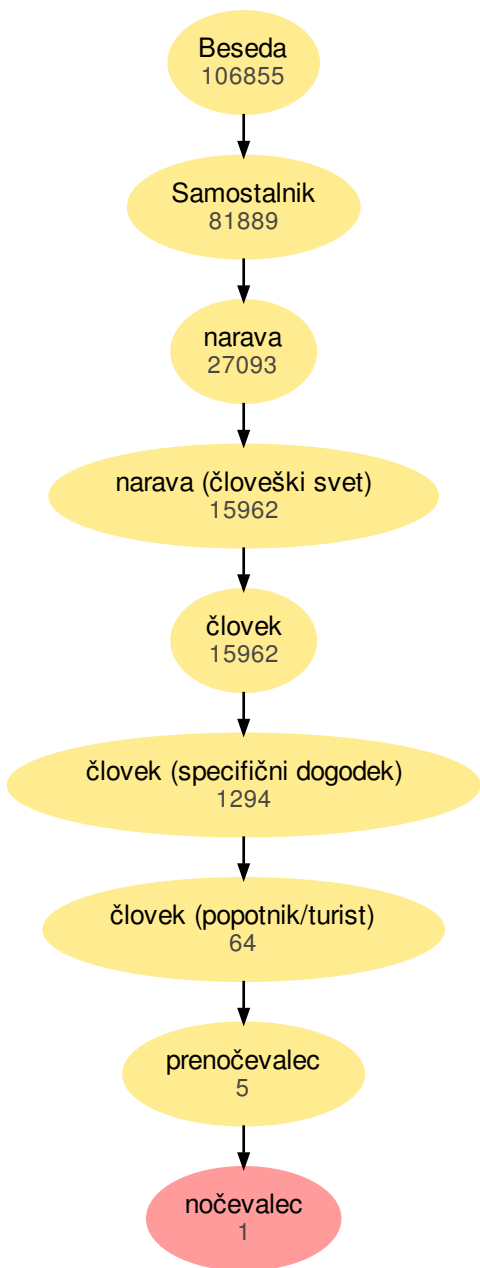 Beseda
106855
Samostalnik
81889
narava
27093
narava (človeški svet)
15962
človek
15962
človek (specifični dogodek)
1294
človek (popotnik/turist)
64
prenočevalec
5
nočevalec
1